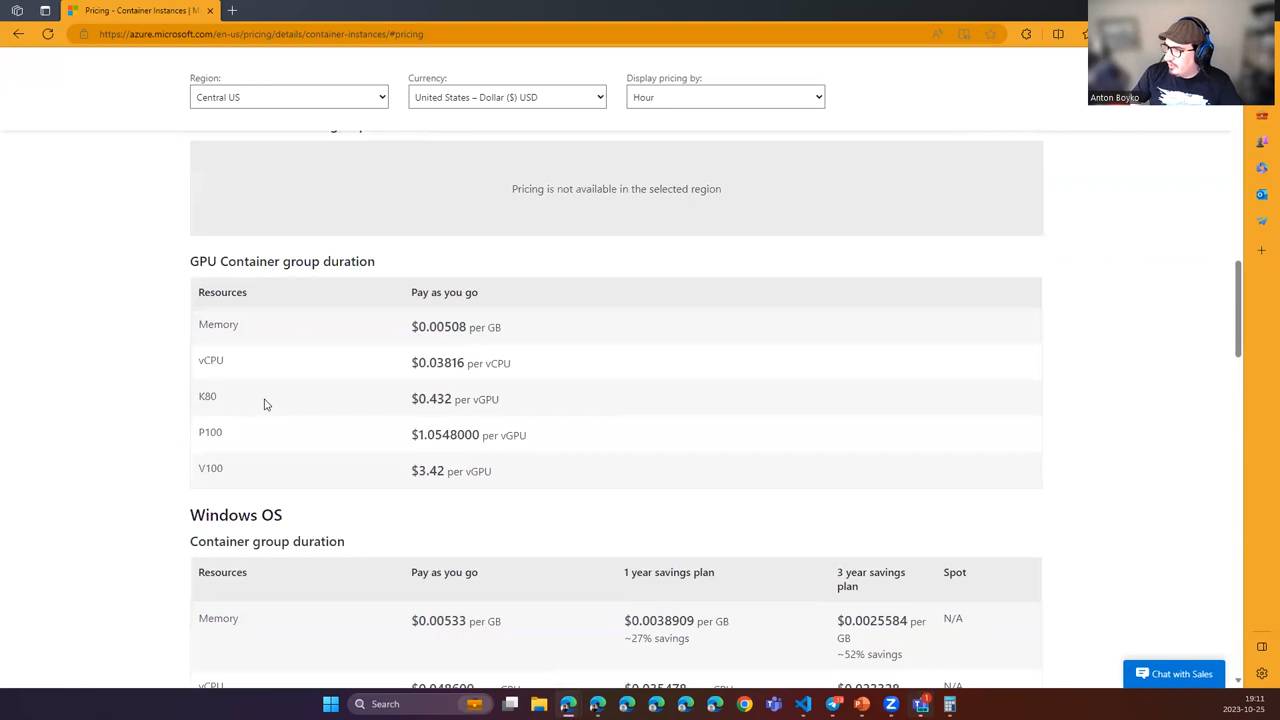 Pricing - Container Instances | M
https://azure.microsoft.com/en-us/pricing/details/container-instances/#pricing
Anton Boyko
Region:
Currency:
Display pricing by:
Central US
United States – Dollar ($) USD
Hour
Pricing is not available in the selected region
GPU Container group duration
Resources
Pay as you go
Memory
$0.00508 per GB
vCPU
$0.03816 per vCPU
K80
$0.432 per vGPU
P100
$1.0548000 per vGPU
V100
$3.42 per vGPU
Windows OS
Container group duration
Resources
Pay as you go
1 year savings plan
3 year savings
plan
Spot
Memory
$0.00533 per GB
$0.0038909 per GB
~27% savings
$0.0025584 per
GB
~52% savings
N/A
Chat with Sales
Search
1
19:11
2023-10-25